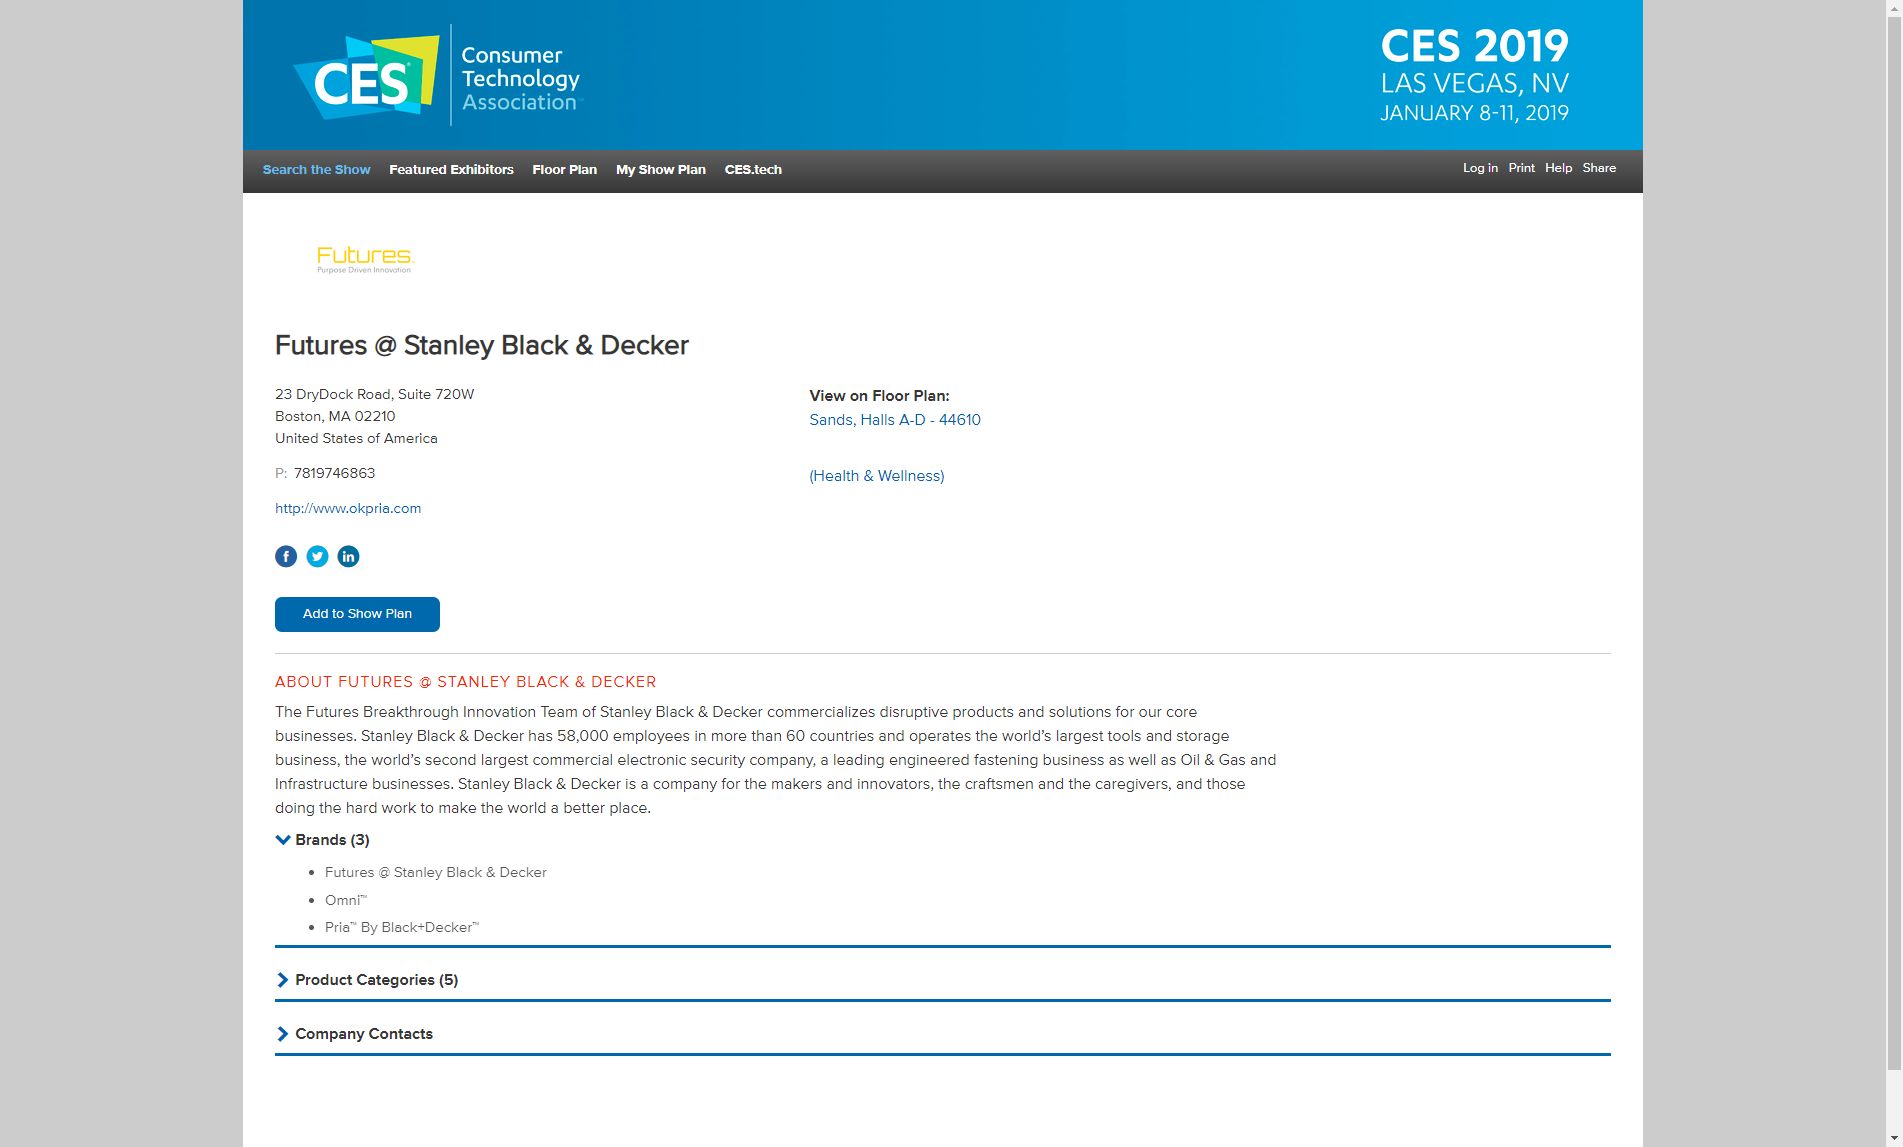 CES
Consumer
Technology
Association
CES 2019
LAS VEGAS, NV
JANUARY 8-11, 2019
Search the Show Featured Exhibitors Floor Plan My Show Plan CES.tech
Log in Print Help Share
Futures
Purpose Driven Innovation
Futures @ Stanley Black & Decker
23 DryDock Road, Suite 720W
Boston, MA 02210
United States of America
P: 7819746863
http://www.okpria.com
View on Floor Plan:
Sands, Halls A-D - 44610
(Health & Wellness)
Add to Show Plan
ABOUT FUTURES @ STANLEY BLACK & DECKER
The Futures Breakthrough Innovation Team of Stanley Black & Decker commercializes disruptive products and solutions for our core
businesses. Stanley Black & Decker has 58,000 employees in more than 60 countries and operates the world's largest tools and storage
business, the world's second largest commercial electronic security company, a leading engineered fastening business as well as Oil & Gas and
Infrastructure businesses. Stanley Black & Decker is a company for the makers and innovators, the craftsmen and the caregivers, and those
doing the hard work to make the world a better place.
Brands (3)
• Futures @ Stanley Black & Decker
• Omni™
• Pria™ By Black+Decker™
Product Categories (5)
Company Contacts